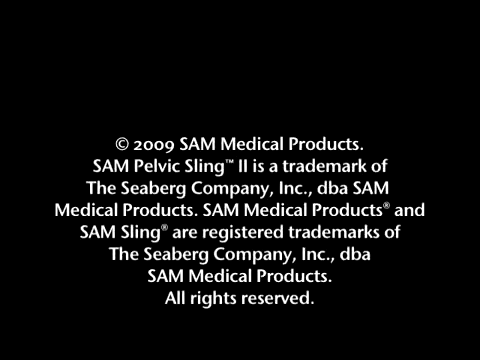 © 2009 SAM Medical Products.
SAM Pelvic Sling™ II is a trademark of
The Seaberg Company, Inc., dba SAM
Medical Products. SAM Medical Products® and
SAM Sling® are registered trademarks of
The Seaberg Company, Inc., dba
SAM Medical Products.
All rights reserved.